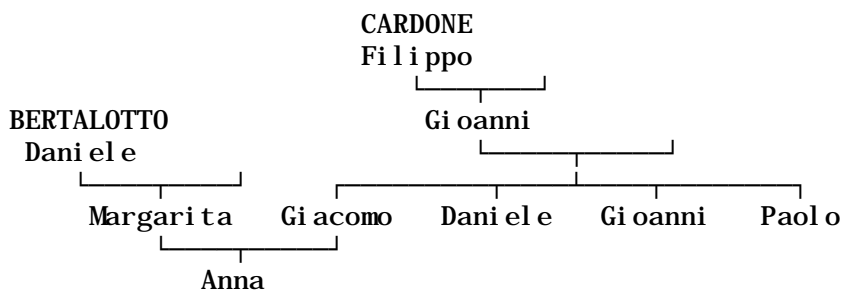 CARDONE
Filippo
BERTALOTTO Gioanni
Daniele
Margarita Giacomo Daniele Gioanni Paolo
Anna